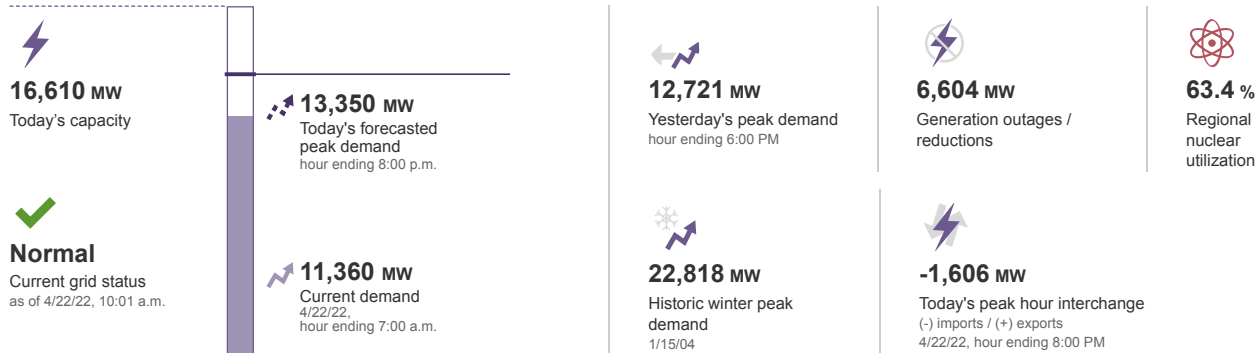 16,610 MW
Today's capacity
Normal
Current grid status
as of 4/22/22, 10:01 a.m.
13,350 MW
Today's forecasted
peak demand
hour ending 8:00 p.m.
11,360 MW
Current demand
4/22/22,
hour ending 7:00 a.m.
12,721 MW
Yesterday's peak demand
hour ending 6:00 PM
6,604 MW
Generation outages /
reductions
63.4 %
Regional
nuclear
utilization
22,818 MW
Historic winter peak
demand
1/15/04
-1,606 MW
Today's peak hour interchange
(-) imports / (+) exports
4/22/22, hour ending 8:00 PM